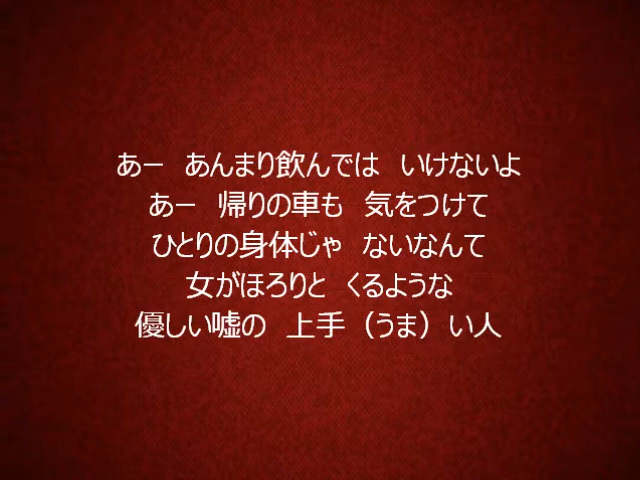 あー　あんまり飲んでは　いけないよ
あー　帰りの車も　気をつけて
ひとりの身体じゃ　ないなんて
女がほろりと　くるような
優しい嘘の　上手（うま）い人